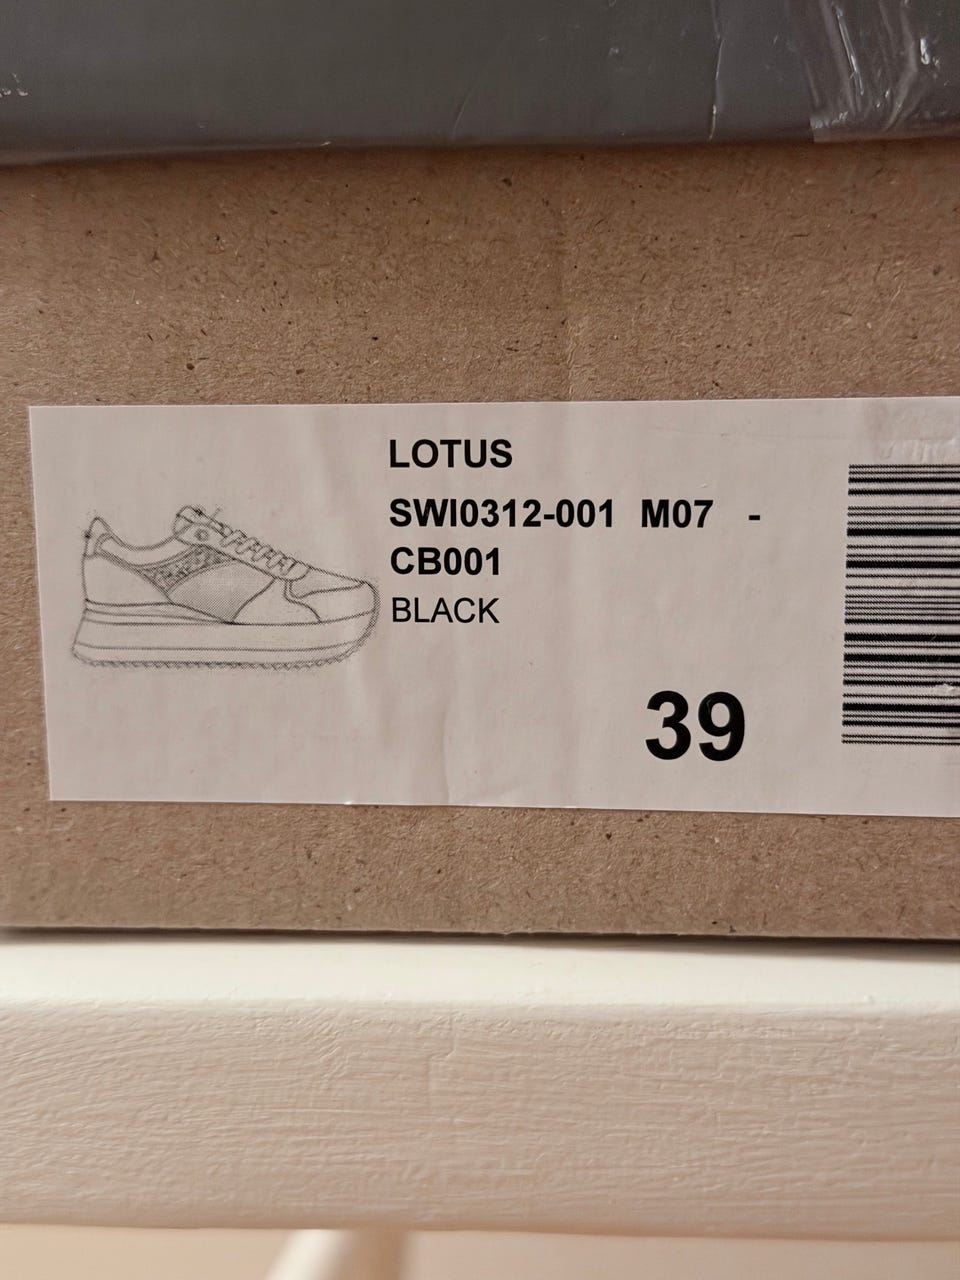 LOTUS
SWI0312-001 M07 -
CB001
BLACK
39